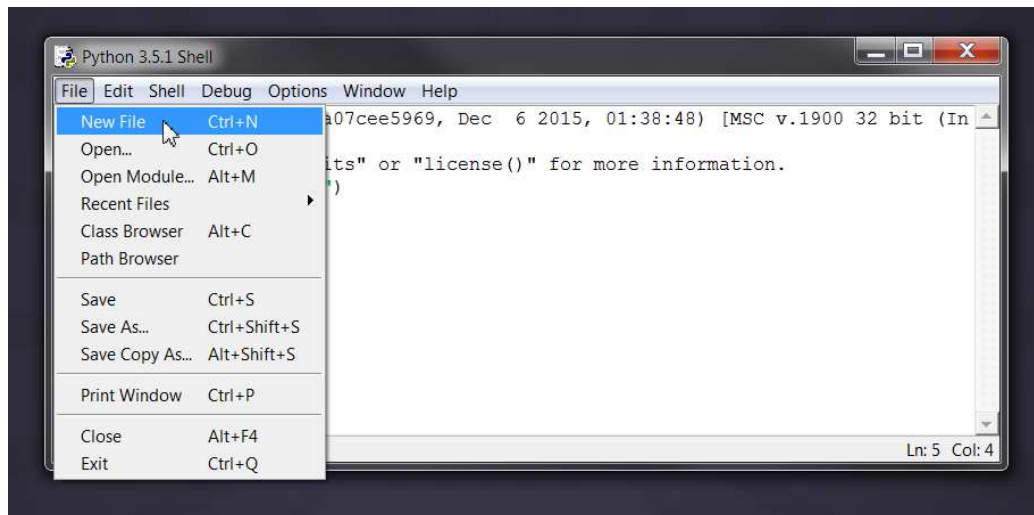 Python 3.5.1 Shell
File Edit Shell Debug Options Window Help
New File Ctrl+N
a07cee5969, Dec 6 2015, 01:38:48) [MSC v.1900 32 bit (In
Open... Ctrl+O
its" or "license()" for more information.
Open Module... Alt+M
")
Recent Files
Class Browser Alt+C
Path Browser
Save Ctrl+S
Save As... Ctrl+Shift+S
Save Copy As... Alt+Shift+S
Print Window Ctrl+P
Close Alt+F4
Exit Ctrl+Q
Ln: 5 Col: 4